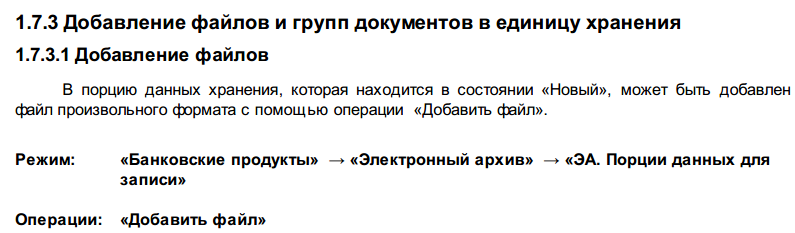 1.7.3 Добавление файлов и групп документов в единицу хранения
1.7.3.1 Добавление файлов
В порцию данных хранения, которая находится в состоянии «Новый», может быть добавлен
файл произвольного формата с помощью операции «Добавить файл».
Режим: «Банковские продукты» → «Электронный архив» → «ЭА. Порции данных для
записи»
Операции: «Добавить файл»